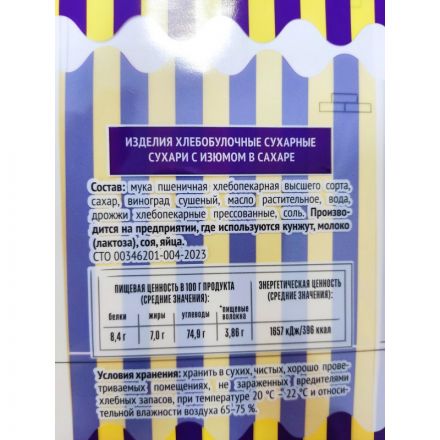 ИЗДЕЛИЯ ХЛЕБОБУЛОЧНЫЕ СУХАРНЫЕ
СУХАРИ С ИЗЮМОМ В САХАРЕ
Состав: мука пшеничная хлебопекарная высшего сорта,
сахар, виноград сушеный, масло растительное, вода,
дрожжи хлебопекарные прессованные, соль. Произво-
дится на предприятии, где используются кунжут, молоко
(лактоза), соя, яйца.
СТО 00346201-004-2023
ПИЩЕВАЯ ЦЕННОСТЬ В 100 Г ПРОДУКТА
(СРЕДНИЕ ЗНАЧЕНИЯ):
белки жиры углеводы *пищевые волокна
8,4г 7,0 г 74,9г 3,86 г
ЭНЕРГЕТИЧЕСКАЯ ЦЕННОСТЬ
(СРЕДНИЕ ЗНАЧЕНИЯ):
1657 кДж/396 ккал
Условия хранения: хранить в сухих, чистых, хорошо прове-
триваемых помещениях, не зараженных вредителями
хлебных запасов, при температуре 20 °С – 22 °С и относи-
тельной влажности воздуха 65-75 %.